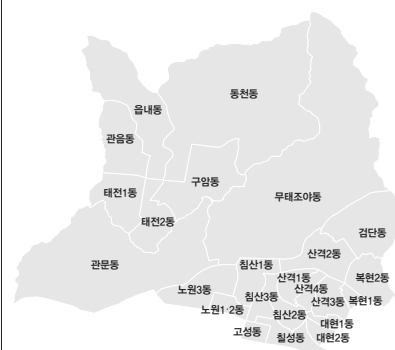 동천동
읍내동
관음동
구암동
태전1동
무태조야동
태전2동
검단동
산격2동
관문동
침산1동
산격1동
복현2동
노원3동
산격4동
침산3동
산격3동
복현1동
노원1·2동
침산2동
대현1동
고성동
칠성동
대현2동